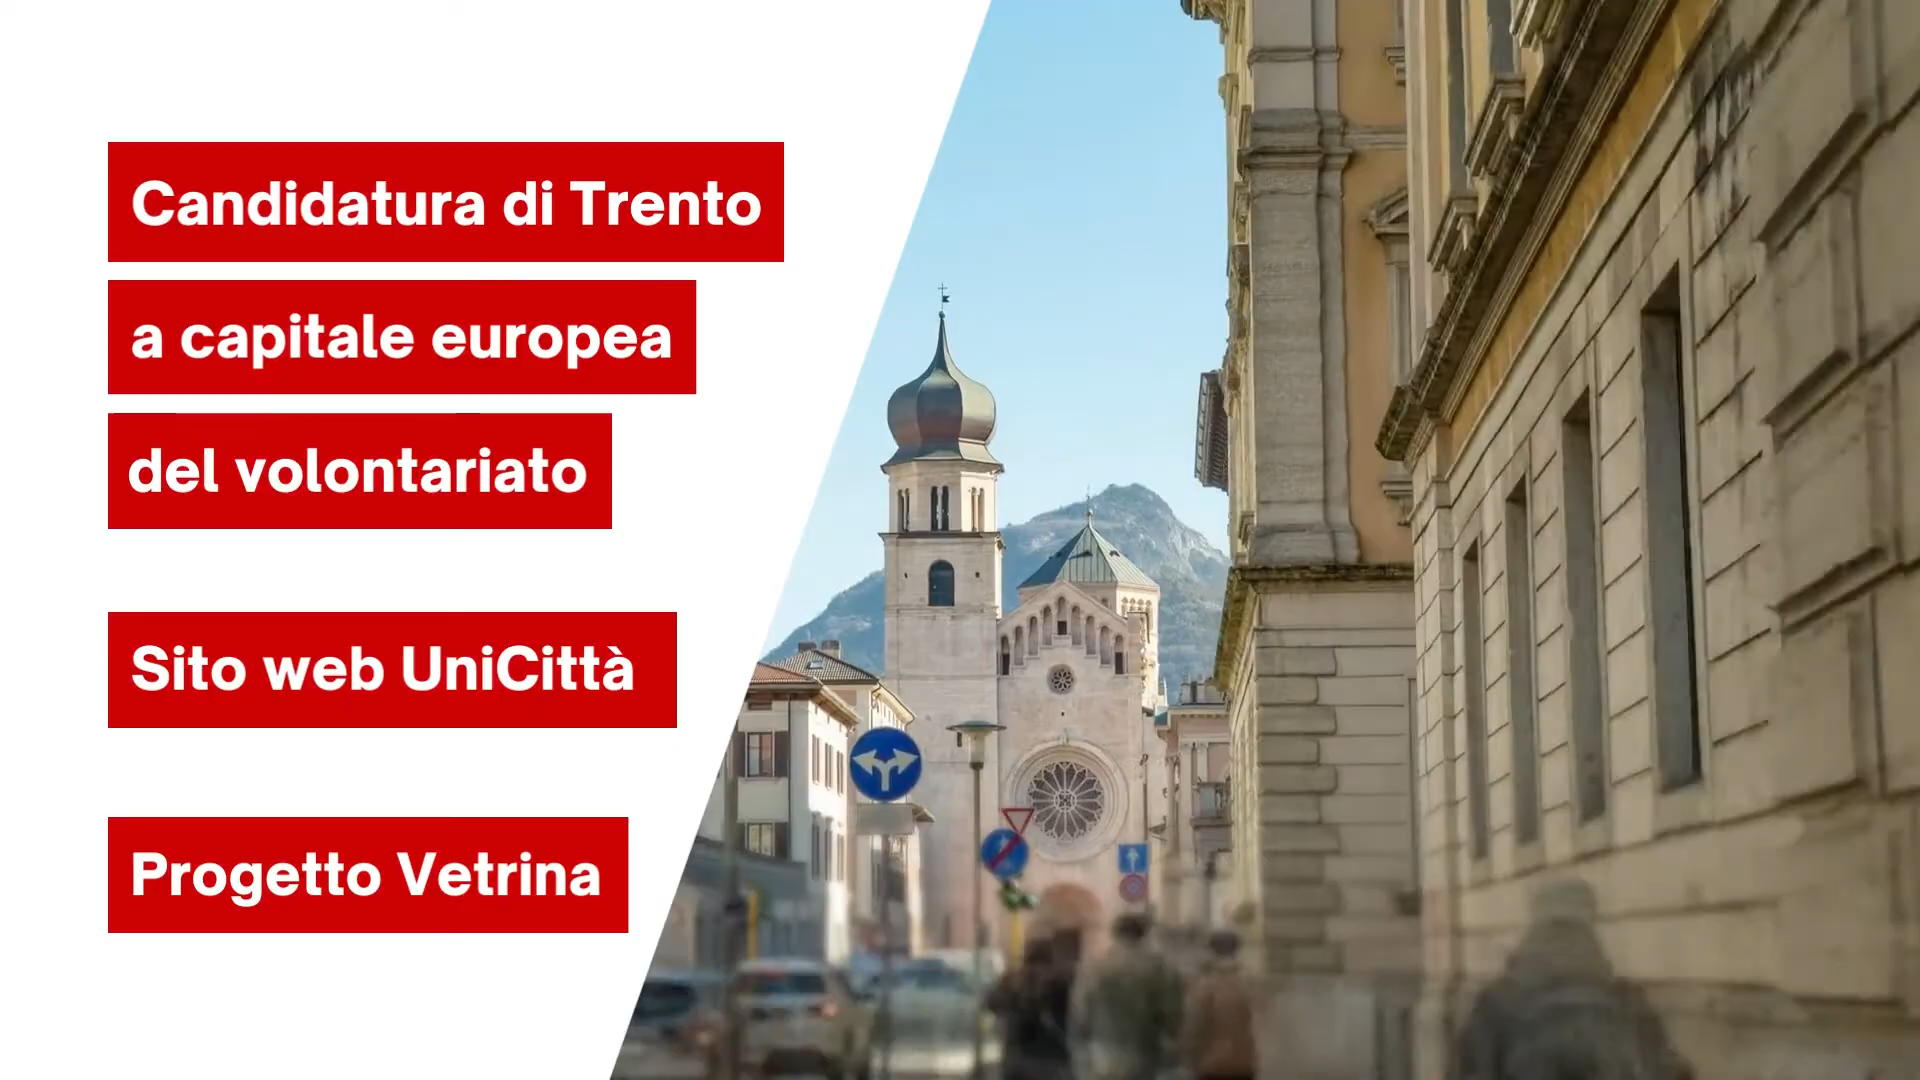 Candidatura di Trento
a capitale europea
del volontariato
Sito web UniCittà
Progetto Vetrina